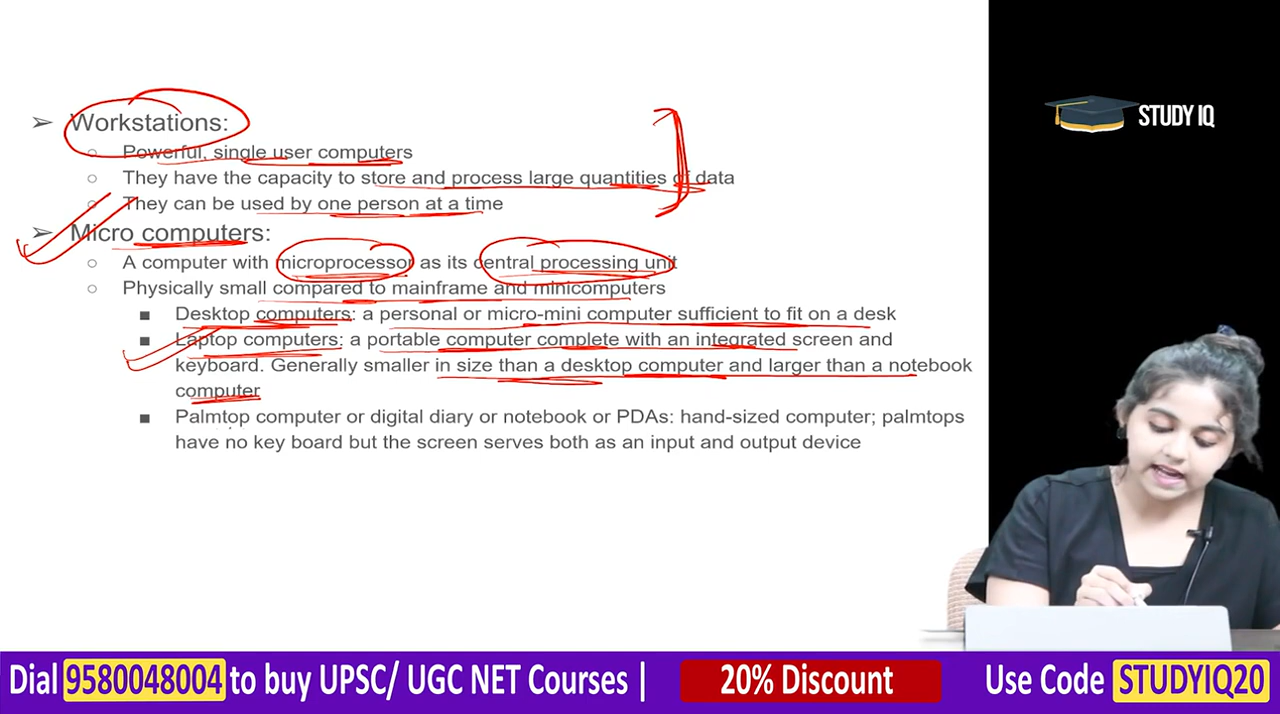 ➢ Workstations:
○ Powerful, single user computers
○ They have the capacity to store and process large quantities of data
○ They can be used by one person at a time
➢ Micro computers:
○ A computer with microprocessor as its central processing unit
○ Physically small compared to mainframe and minicomputers
■ Desktop computers: a personal or micro-mini computer sufficient to fit on a desk
■ Laptop computers: a portable computer complete with an integrated screen and
keyboard. Generally smaller in size than a desktop computer and larger than a notebook
computer
■ Palmtop computer or digital diary or notebook or PDAs: hand-sized computer; palmtops
have no key board but the screen serves both as an input and output device
STUDY IQ
Dial 9580048004 to buy UPSC/ UGC NET Courses | 20% Discount Use Code STUDYIQ20